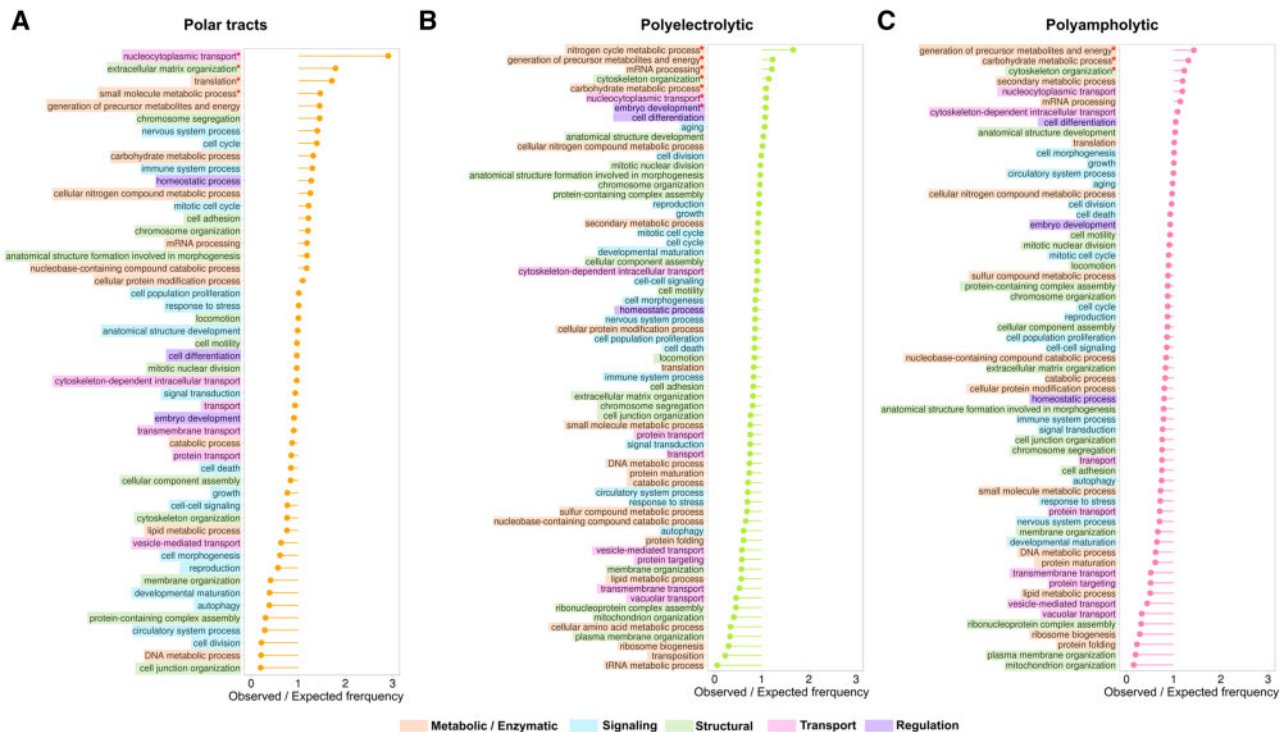 A
Polar tracts
nucleocytoplasmic transport*
extracellular matrix organization*
translation*
small molecule metabolic process*
generation of precursor metabolites and energy
chromosome segregation
nervous system process
cell cycle
carbohydrate metabolic process
immune system process
homeostatic process
cellular nitrogen compound metabolic process
mitotic cell cycle
cell adhesion
chromosome organization
mRNA processing
anatomical structure formation involved in morphogenesis
nucleobase-containing compound catabolic process
cellular protein modification process
cell population proliferation
response to stress
locomotion
anatomical structure development
cell motility
cell differentiation
mitotic nuclear division
cytoskeleton-dependent intracellular transport
signal transduction
transport
embryo development
transmembrane transport
catabolic process
protein transport
cell death
cellular component assembly
growth
cell-cell signaling
cytoskeleton organization
lipid metabolic process
vesicle-mediated transport
cell morphogenesis
reproduction
membrane organization
developmental maturation
autophagy
protein-containing complex assembly
circulatory system process
cell division
DNA metabolic process
cell junction organization
0 1 2 3
Observed / Expected ferquency
B
Polyelectrolytic
nitrogen cycle metabolic process*
generation of precursor metabolites and energy*
mRNA processing*
cytoskeleton organization*
carbohydrate metabolic process*
nucleocytoplasmic transport*
embryo development*
cell differentiation
aging
anatomical structure development
cellular nitrogen compound metabolic process
cell division
mitotic nuclear division
anatomical structure formation involved in morphogenesis
chromosome organization
protein-containing complex assembly
reproduction
growth
secondary metabolic process
mitotic cell cycle
cell cycle
developmental maturation
cellular component assembly
cytoskeleton-dependent intracellular transport
cell-cell signaling
cell motility
cell morphogenesis
homeostatic process
nervous system process
cellular protein modification process
cell population proliferation
cell death
locomotion
translation
immune system process
cell adhesion
extracellular matrix organization
chromosome segregation
cell junction organization
small molecule metabolic process
protein transport
signal transduction
transport
DNA metabolic process
protein maturation
catabolic process
circulatory system process
response to stress
sulfur compound metabolic process
nucleobase-containing compound catabolic process
autophagy
protein folding
vesicle-mediated transport
protein targeting
membrane organization
lipid metabolic process
transmembrane transport
vacuolar transport
ribonucleoprotein complex assembly
mitochondrion organization
cellular amino acid metabolic process
plasma membrane organization
ribosome biogenesis
transposition
tRNA metabolic process
0 1 2 3
Observed / Expected ferquency
C
Polyampholytic
generation of precursor metabolites and energy*
carbohydrate metabolic process*
cytoskeleton organization*
secondary metabolic process
nucleocytoplasmic transport
mRNA processing
cytoskeleton-dependent intracellular transport
cell differentiation
anatomical structure development
translation
cell morphogenesis
growth
circulatory system process
aging
cellular nitrogen compound metabolic process
cell division
cell death
embryo development
cell motility
mitotic nuclear division
mitotic cell cycle
locomotion
sulfur compound metabolic process
protein-containing complex assembly
chromosome organization
cell cycle
reproduction
cellular component assembly
cell population proliferation
cell-cell signaling
nucleobase-containing compound catabolic process
extracellular matrix organization
catabolic process
cellular protein modification process
homeostatic process
anatomical structure formation involved in morphogenesis
immune system process
signal transduction
cell junction organization
chromosome segregation
transport
cell adhesion
autophagy
small molecule metabolic process
response to stress
protein transport
nervous system process
membrane organization
developmental maturation
DNA metabolic process
protein maturation
transmembrane transport
protein targeting
lipid metabolic process
vesicle-mediated transport
vacuolar transport
ribonucleoprotein complex assembly
ribosome biogenesis
protein folding
plasma membrane organization
mitochondrion organization
0 1 2 3
Observed / Expected ferquency
Metabolic / Enzymatic Signaling Structural Transport Regulation